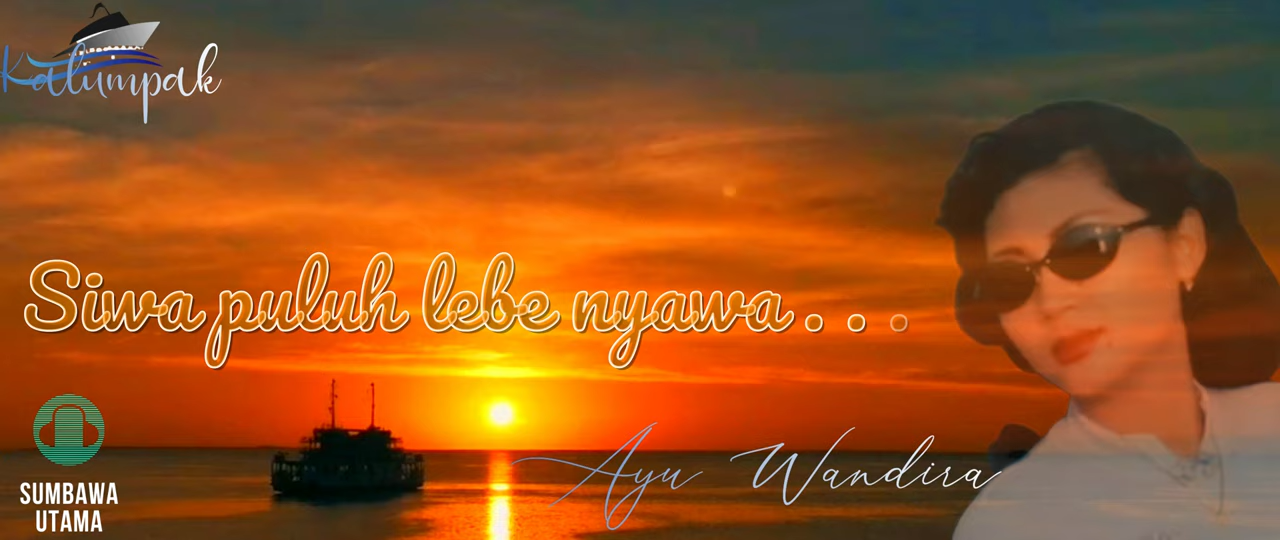 Kalumpak
Siwa puluh lebe nyawa . . .
Ayu Wandira
SUMBAWA
UTAMA